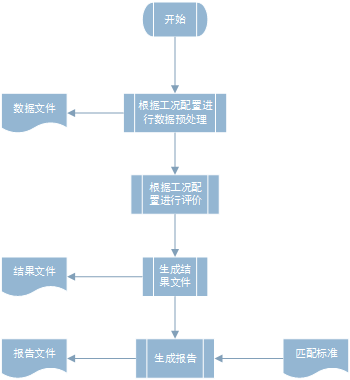 开始
数据文件
根据工况配置进
行数据预处理
根据工况配
置进行评价
结果文件
生成结
果文件
报告文件
生成报告
匹配标准